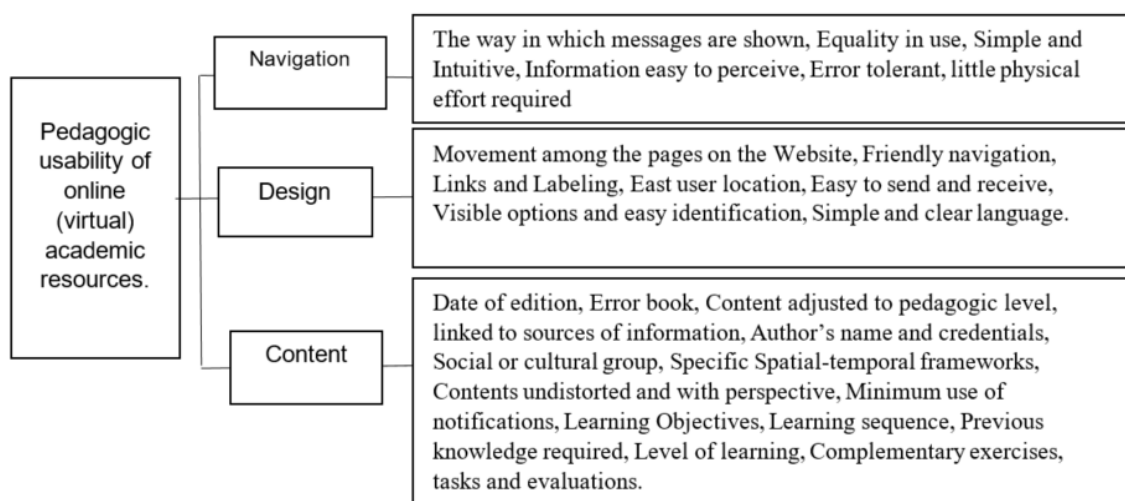 Pedagogic
usability of
online
(virtual)
academic
resources.
Navigation
The way in which messages are shown, Equality in use, Simple and
Intuitive, Information easy to perceive, Error tolerant, little physical
effort required
Design
Movement among the pages on the Website, Friendly navigation,
Links and Labeling, East user location, Easy to send and receive,
Visible options and easy identification, Simple and clear language.
Content
Date of edition, Error book, Content adjusted to pedagogic level,
linked to sources of information, Author's name and credentials,
Social or cultural group, Specific Spatial-temporal frameworks,
Contents undistorted and with perspective, Minimum use of
notifications, Learning Objectives, Learning sequence, Previous
knowledge required, Level of learning, Complementary exercises,
tasks and evaluations.